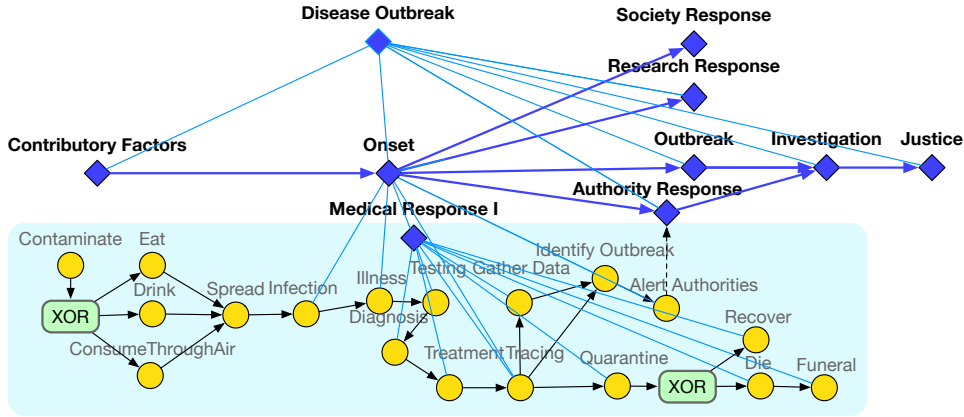 Disease Outbreak
Society Response
Research Response
Contributory Factors
Onset
Outbreak
Investigation
Justice
Authority Response
Medical Response I
Contaminate
Eat
Identify Outbreak
Testing
Gather Data
Illness
Drink
Spread
Infection
Alert Authorities
XOR
Diagnosis
Recover
ConsumeThroughAir
Treatment
Tracing
Quarantine
Die
Funeral
XOR